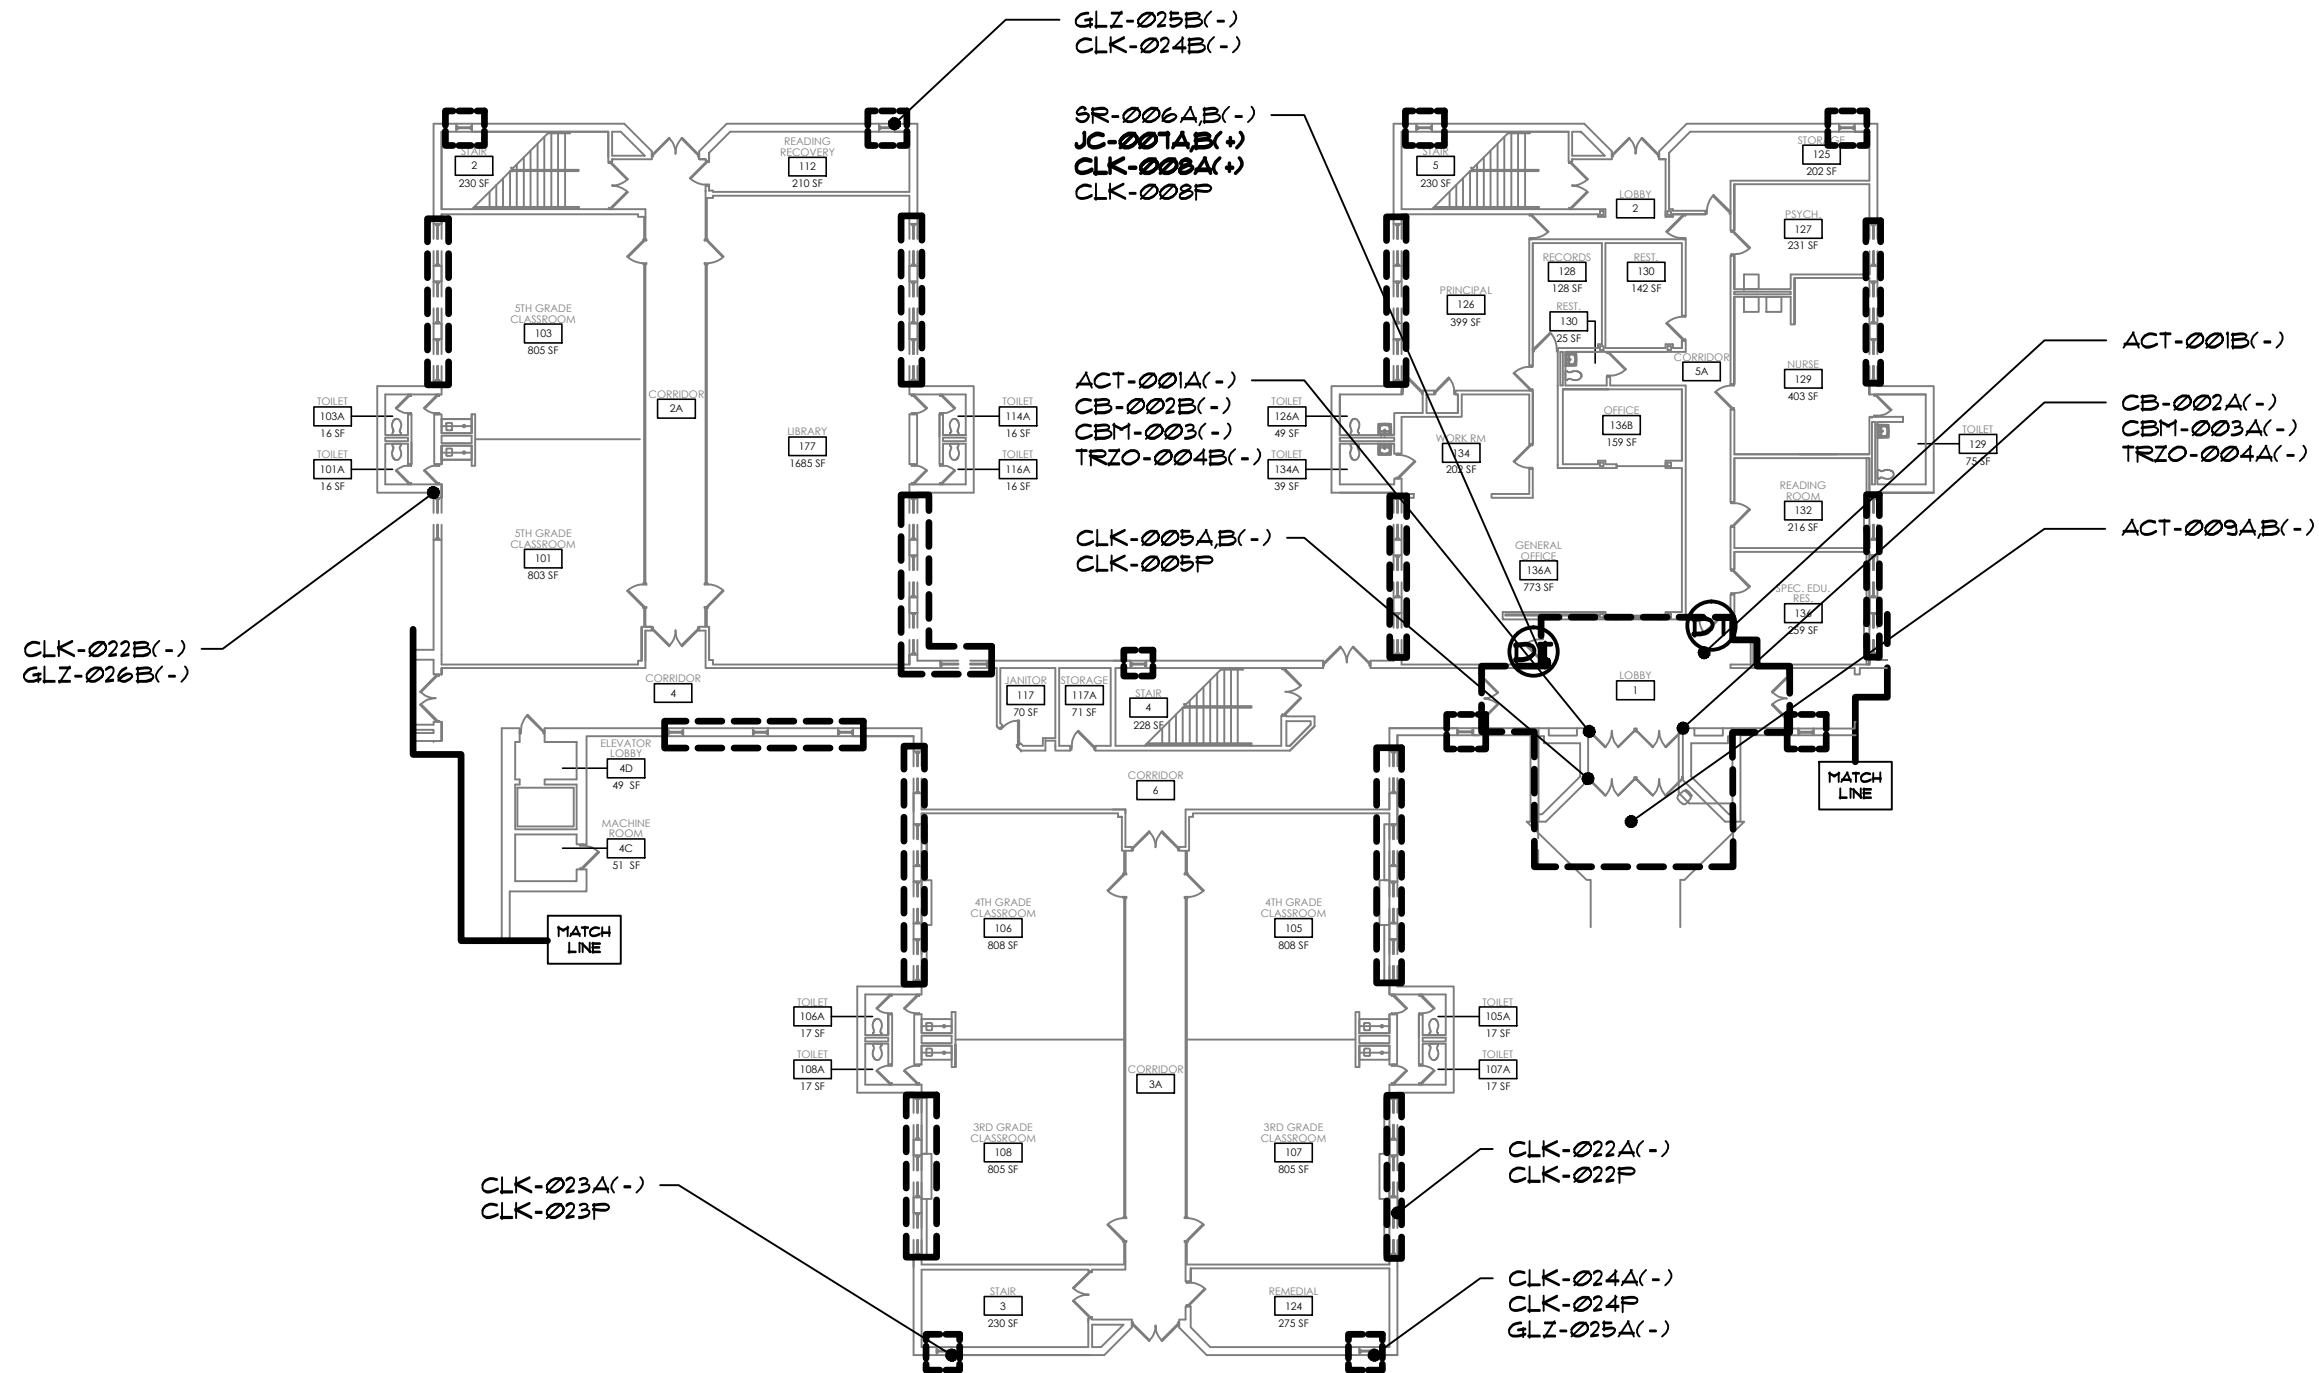 GLZ-025B(-)
CLK-024B(-)
SR-006A,B(-)
JC-007A,B(+)
CLK-008A(+)
CLK-008P
STAIR
2
230 SF
READING
RECOVERY
112
210 SF
STAIR
5
230 SF
STORAGE
125
202 SF
LOBBY
2
PSYCH.
127
231 SF
RECORDS
128
128 SF
REST.
130
142 SF
PRINCIPAL
126
399 SF
REST.
130
25 SF
5TH GRADE
CLASSROOM
103
805 SF
CORRIDOR
5A
NURSE
129
403 SF
ACT-001B(-)
ACT-001A(-)
CB-002B(-)
CBM-003(-)
TRZO-004B(-)
CB-002A(-)
CBM-003A(-)
TRZO-004A(-)
TOILET
103A
16 SF
CORRIDOR
2A
TOILET
114A
16 SF
TOILET
126A
49 SF
OFFICE
136B
159 SF
LIBRARY
177
1685 SF
WORK RM
134
202 SF
TOILET
129
75 SF
TOILET
101A
16 SF
TOILET
116A
16 SF
TOILET
134A
39 SF
READING
ROOM
132
216 SF
ACT-009A,B(-)
CLK-005A,B(-)
CLK-005P
5TH GRADE
CLASSROOM
101
803 SF
GENERAL
OFFICE
136A
773 SF
SPEC. EDU.
RES.
136
259 SF
CLK-022B(-)
GLZ-026B(-)
DT
DT
CORRIDOR
4
JANITOR
117
70 SF
STORAGE
117A
71 SF
STAIR
4
228 SF
LOBBY
1
ELEVATOR
LOBBY
4D
49 SF
CORRIDOR
6
MATCH
LINE
MACHINE
ROOM
4C
51 SF
MATCH
LINE
4TH GRADE
CLASSROOM
106
808 SF
4TH GRADE
CLASSROOM
105
808 SF
TOILET
106A
17 SF
TOILET
105A
17 SF
TOILET
108A
17 SF
CORRIDOR
3A
TOILET
107A
17 SF
3RD GRADE
CLASSROOM
108
805 SF
3RD GRADE
CLASSROOM
107
805 SF
CLK-022A(-)
CLK-022P
CLK-023A(-)
CLK-023P
STAIR
3
230 SF
REMEDIAL
124
275 SF
CLK-024A(-)
CLK-024P
GLZ-025A(-)